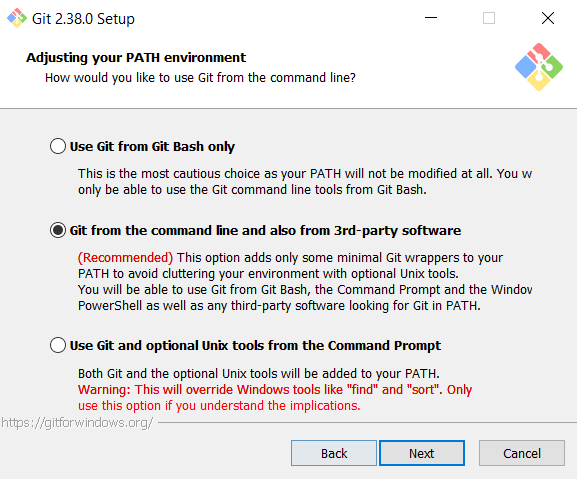 Git 2.38.0 Setup
Adjusting your PATH environment
How would you like to use Git from the command line?
Use Git from Git Bash only
This is the most cautious choice as your PATH will not be modified at all. You w
only be able to use the Git command line tools from Git Bash.
Git from the command line and also from 3rd-party software
(Recommended) This option adds only some minimal Git wrappers to your
PATH to avoid cluttering your environment with optional Unix tools.
You will be able to use Git from Git Bash, the Command Prompt and the Window
PowerShell as well as any third-party software looking for Git in PATH.
Use Git and optional Unix tools from the Command Prompt
Both Git and the optional Unix tools will be added to your PATH.
Warning: This will override Windows tools like "find" and "sort". Only
use this option if you understand the implications.
https://gitforwindows.org/
Back Next Cancel